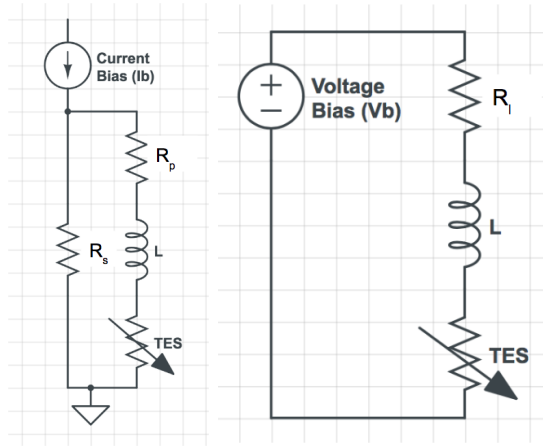 Current
Bias (Ib)
Rp
Rs
L
TES
+
−
Voltage
Bias (Vb)
Rl
L
TES